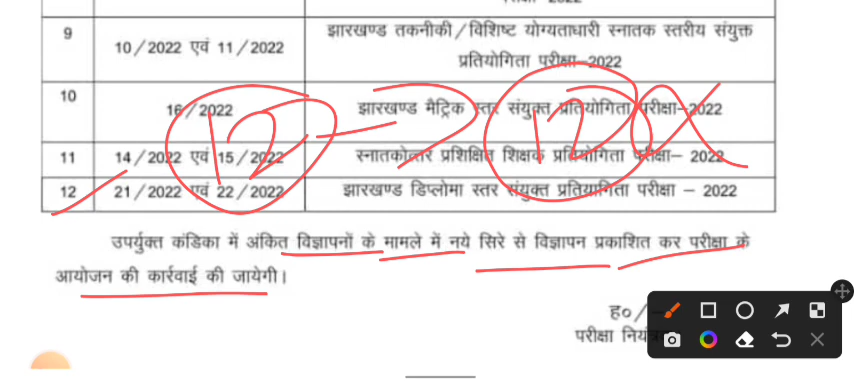 9
10/2022 एवं 11/2022
झारखण्ड तकनीकी/विशिष्ट योग्यताधारी स्नातक स्तरीय संयुक्त
प्रतियोगिता परीक्षा–2022
10
16/2022
झारखण्ड मैट्रिक स्तर संयुक्त प्रतियोगिता परीक्षा–2022
11
14/2022 एवं 15/2022
स्नातकोत्तर प्रशिक्षित शिक्षक प्रतियोगिता परीक्षा– 2022
12
21/2022 एवं 22/2022
झारखण्ड डिप्लोमा स्तर संयुक्त प्रतियोगिता परीक्षा – 2022
12
12
उपर्युक्त कंडिका में अंकित विज्ञापनों के मामले में नये सिरे से विज्ञापन प्रकाशित कर परीक्षा के
आयोजन की कार्रवाई की जायेगी।
ह०/
परीक्षा